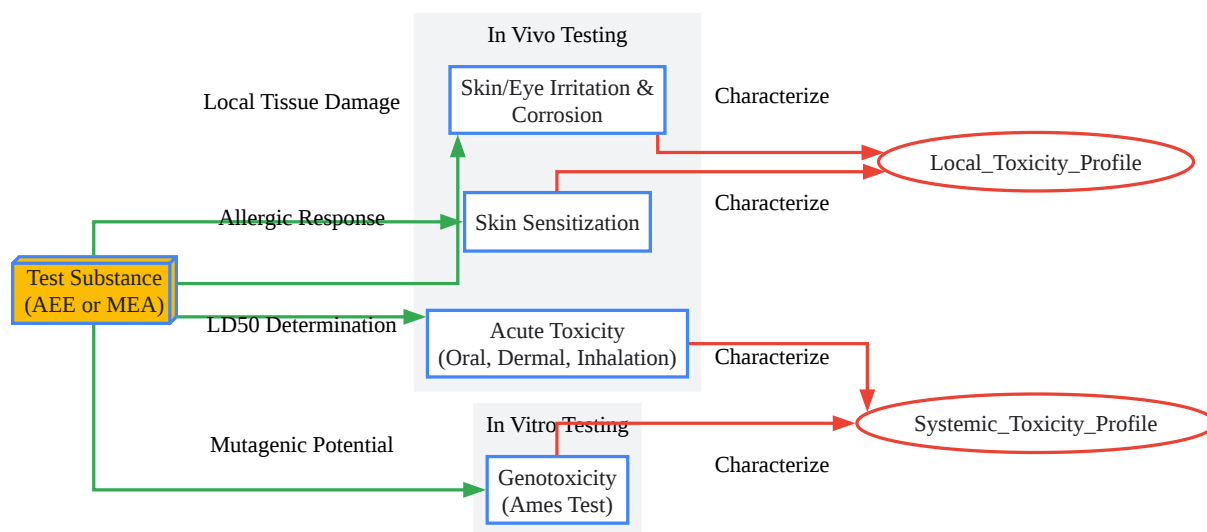 In Vivo Testing
Local Tissue Damage
Skin/Eye Irritation &
Corrosion
Characterize
Local_Toxicity_Profile
Characterize
Allergic Response
Skin Sensitization
Test Substance
(AEE or MEA)
LD50 Determination
Acute Toxicity
(Oral, Dermal, Inhalation)
Characterize
In Vitro Testing
Systemic_Toxicity_Profile
Mutagenic Potential
Genotoxicity
(Ames Test)
Characterize